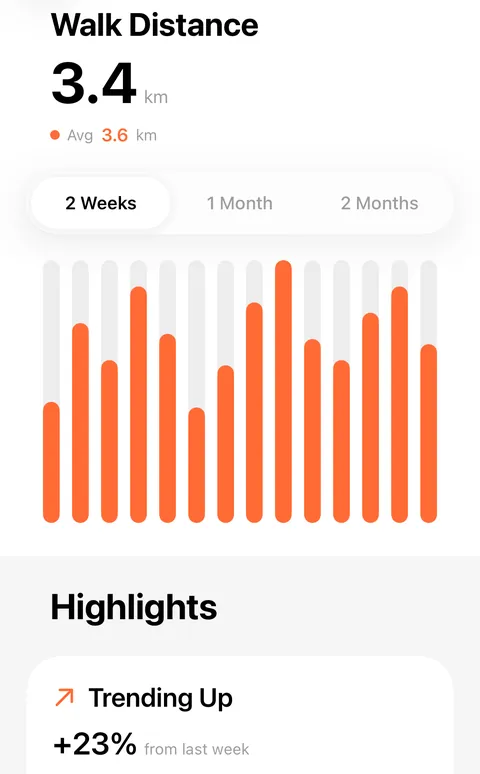 Walk Distance
3.4 km
Avg 3.6 km
2 Weeks 1 Month 2 Months
Highlights
Trending Up
+23% from last week